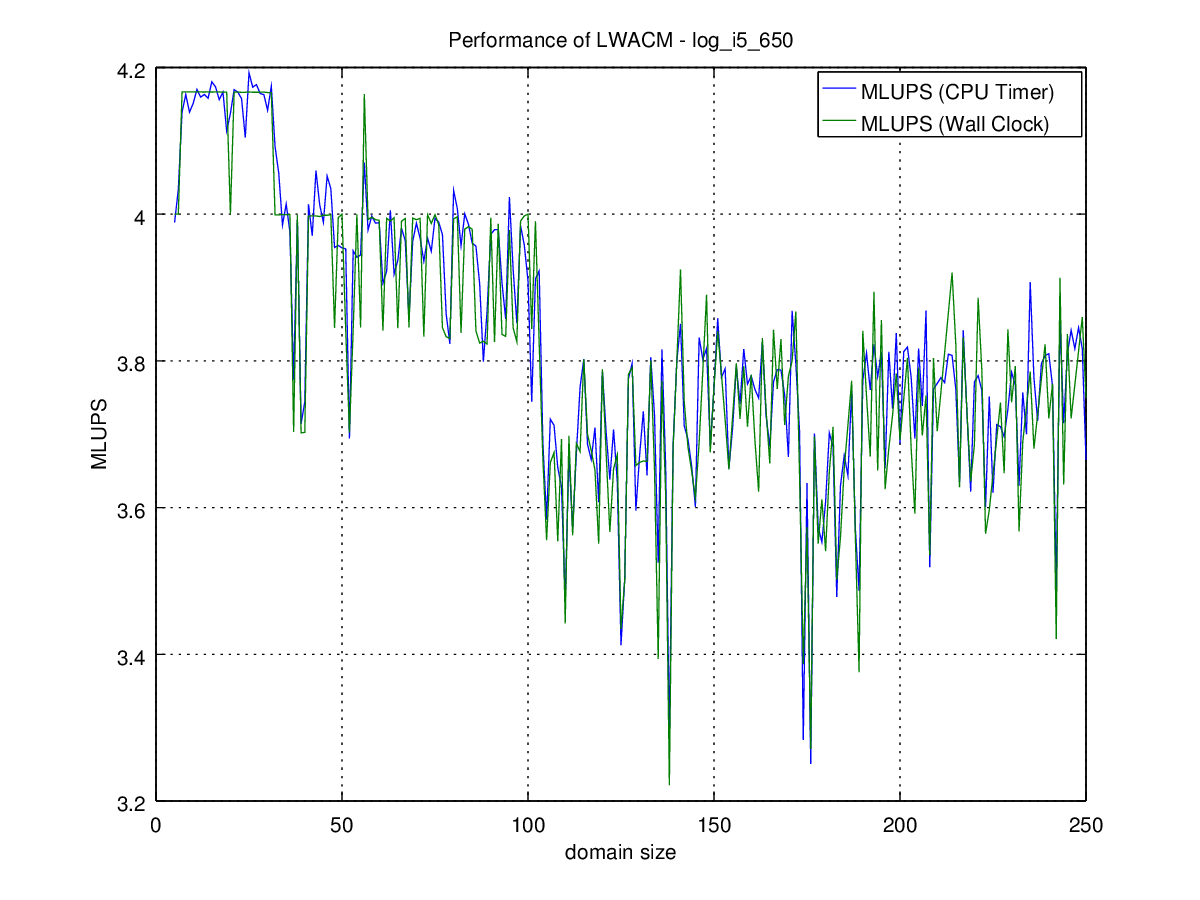 Performance of LWACM - log_i5_650
MLUPS (CPU Timer)
MLUPS (Wall Clock)
4.2
4
3.8
3.6
3.4
3.2
MLUPS
0 50 100 150 200 250
domain size